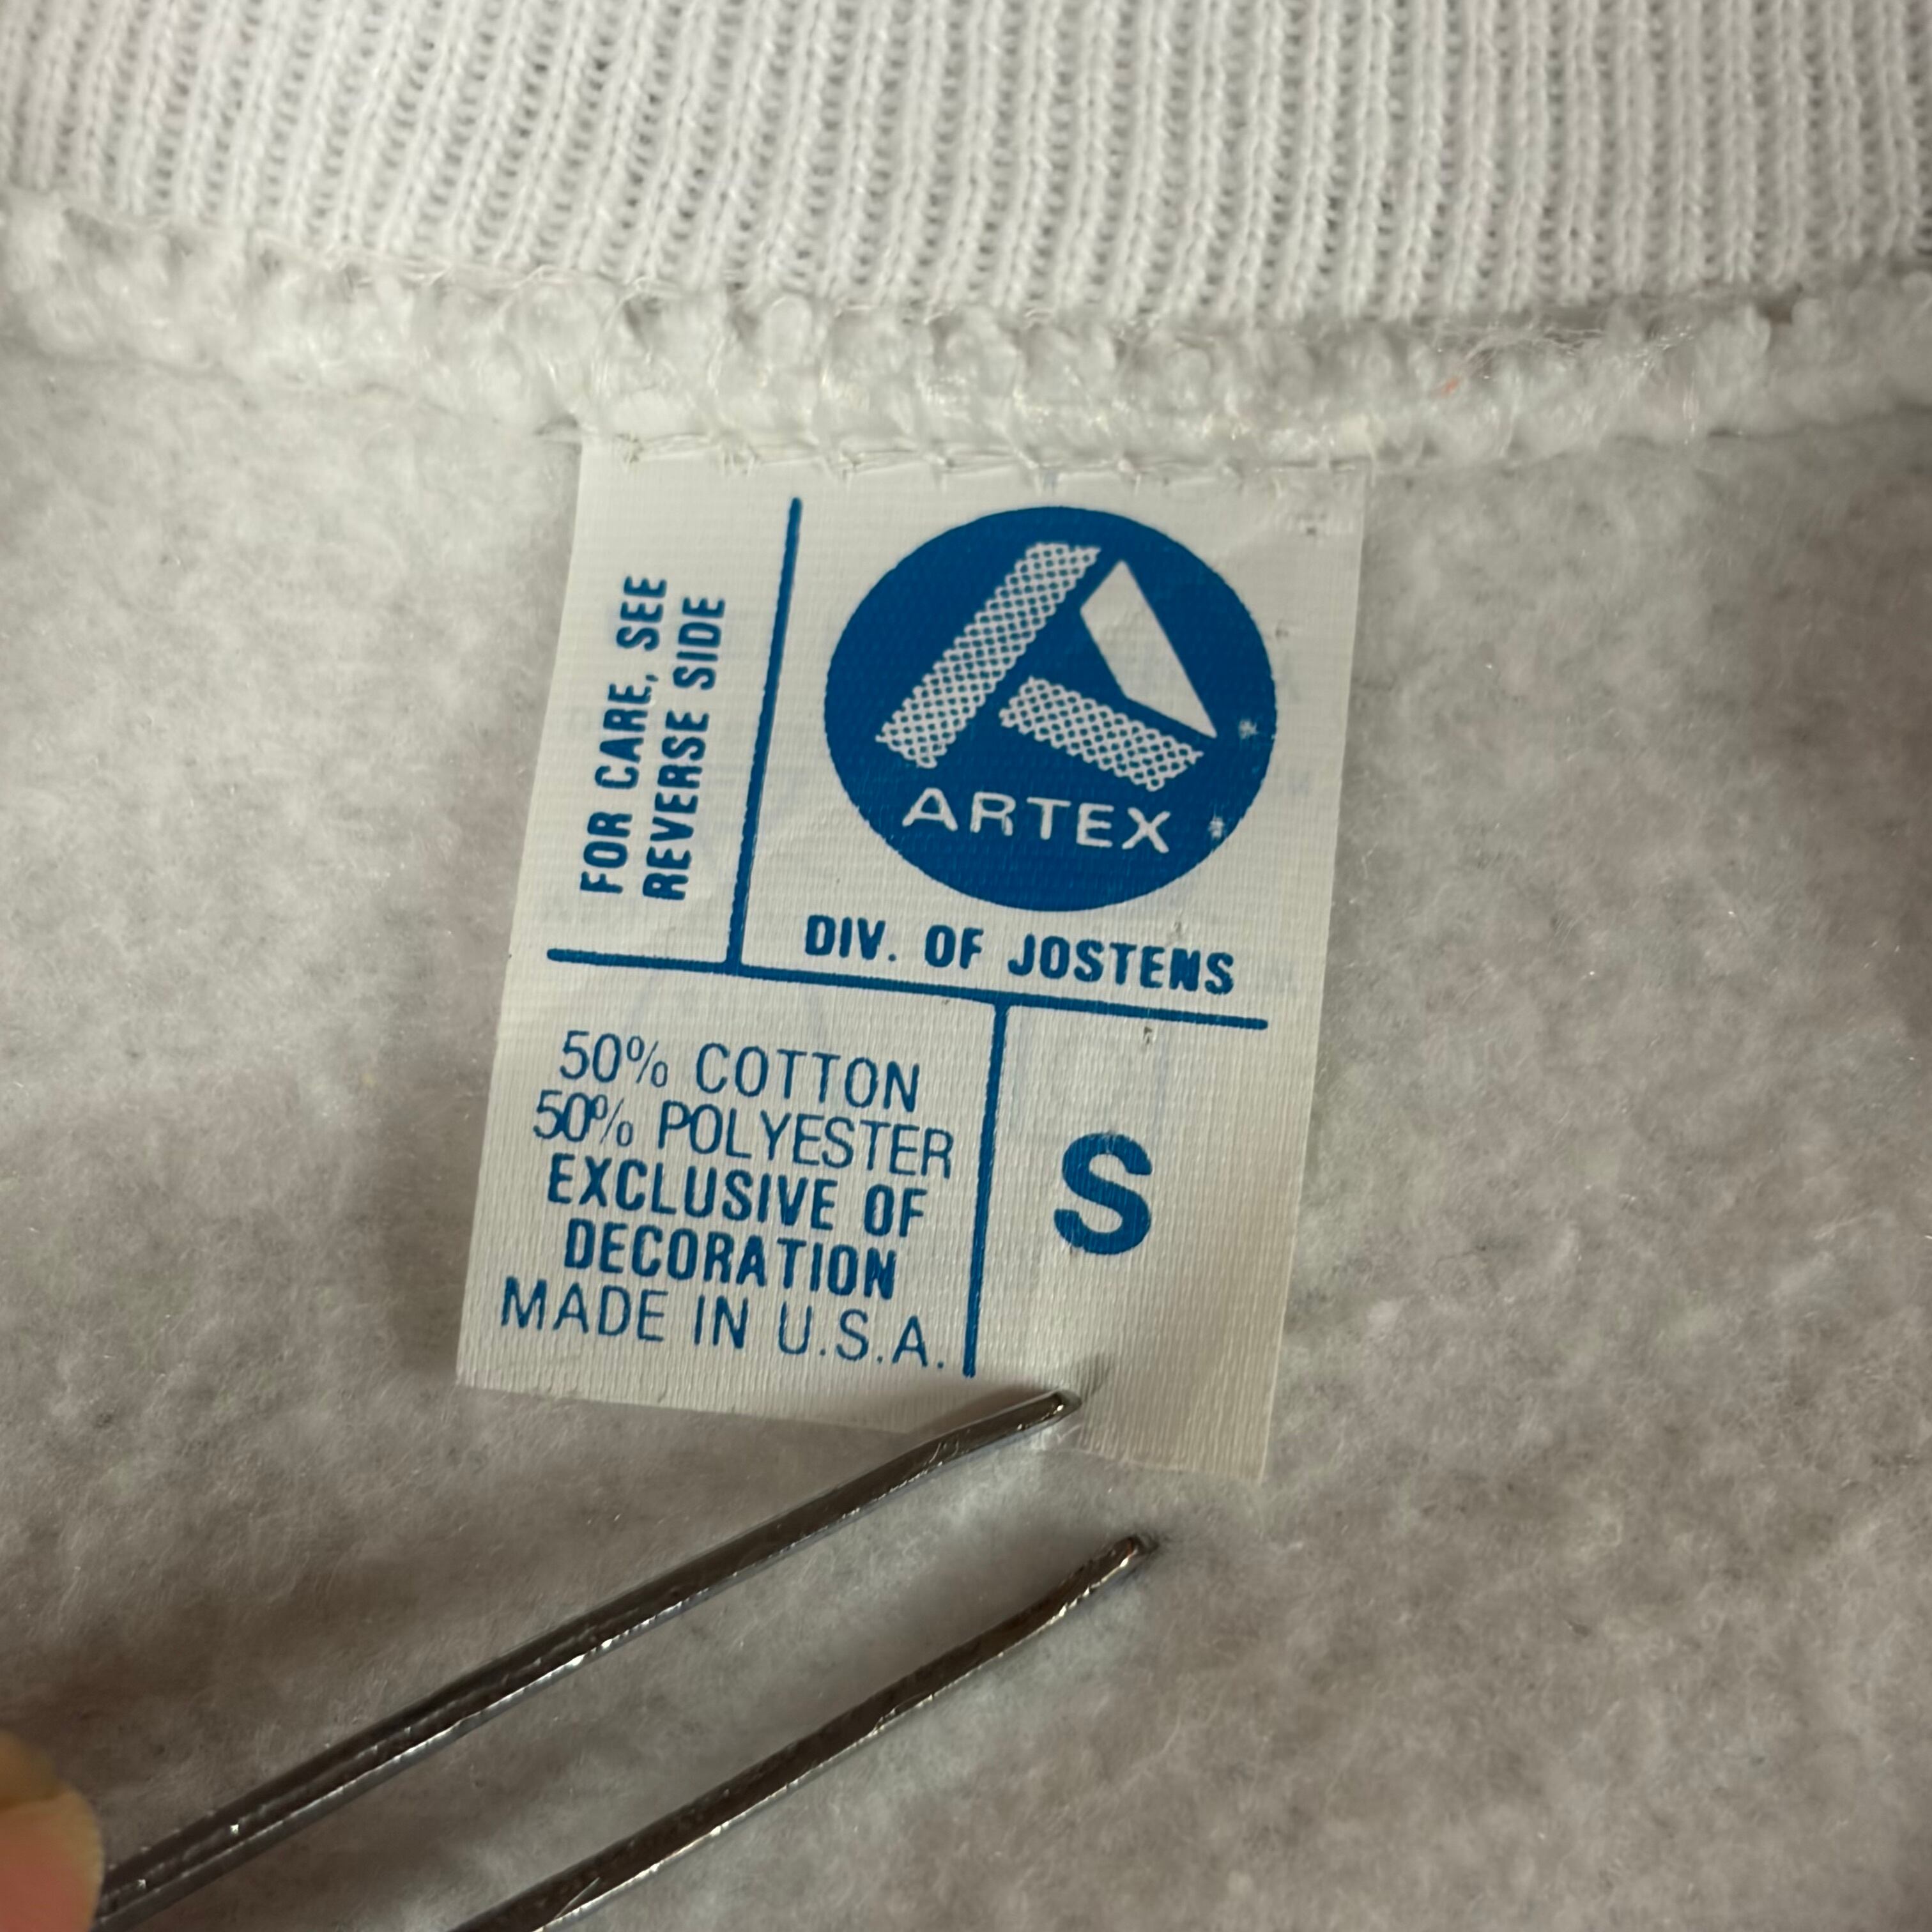 FOR CARE, SEE
REVERSE SIDE
ARTEX
DIV. OF JOSTENS
50% COTTON
50% POLYESTER
EXCLUSIVE OF
DECORATION
MADE IN U.S.A.
S